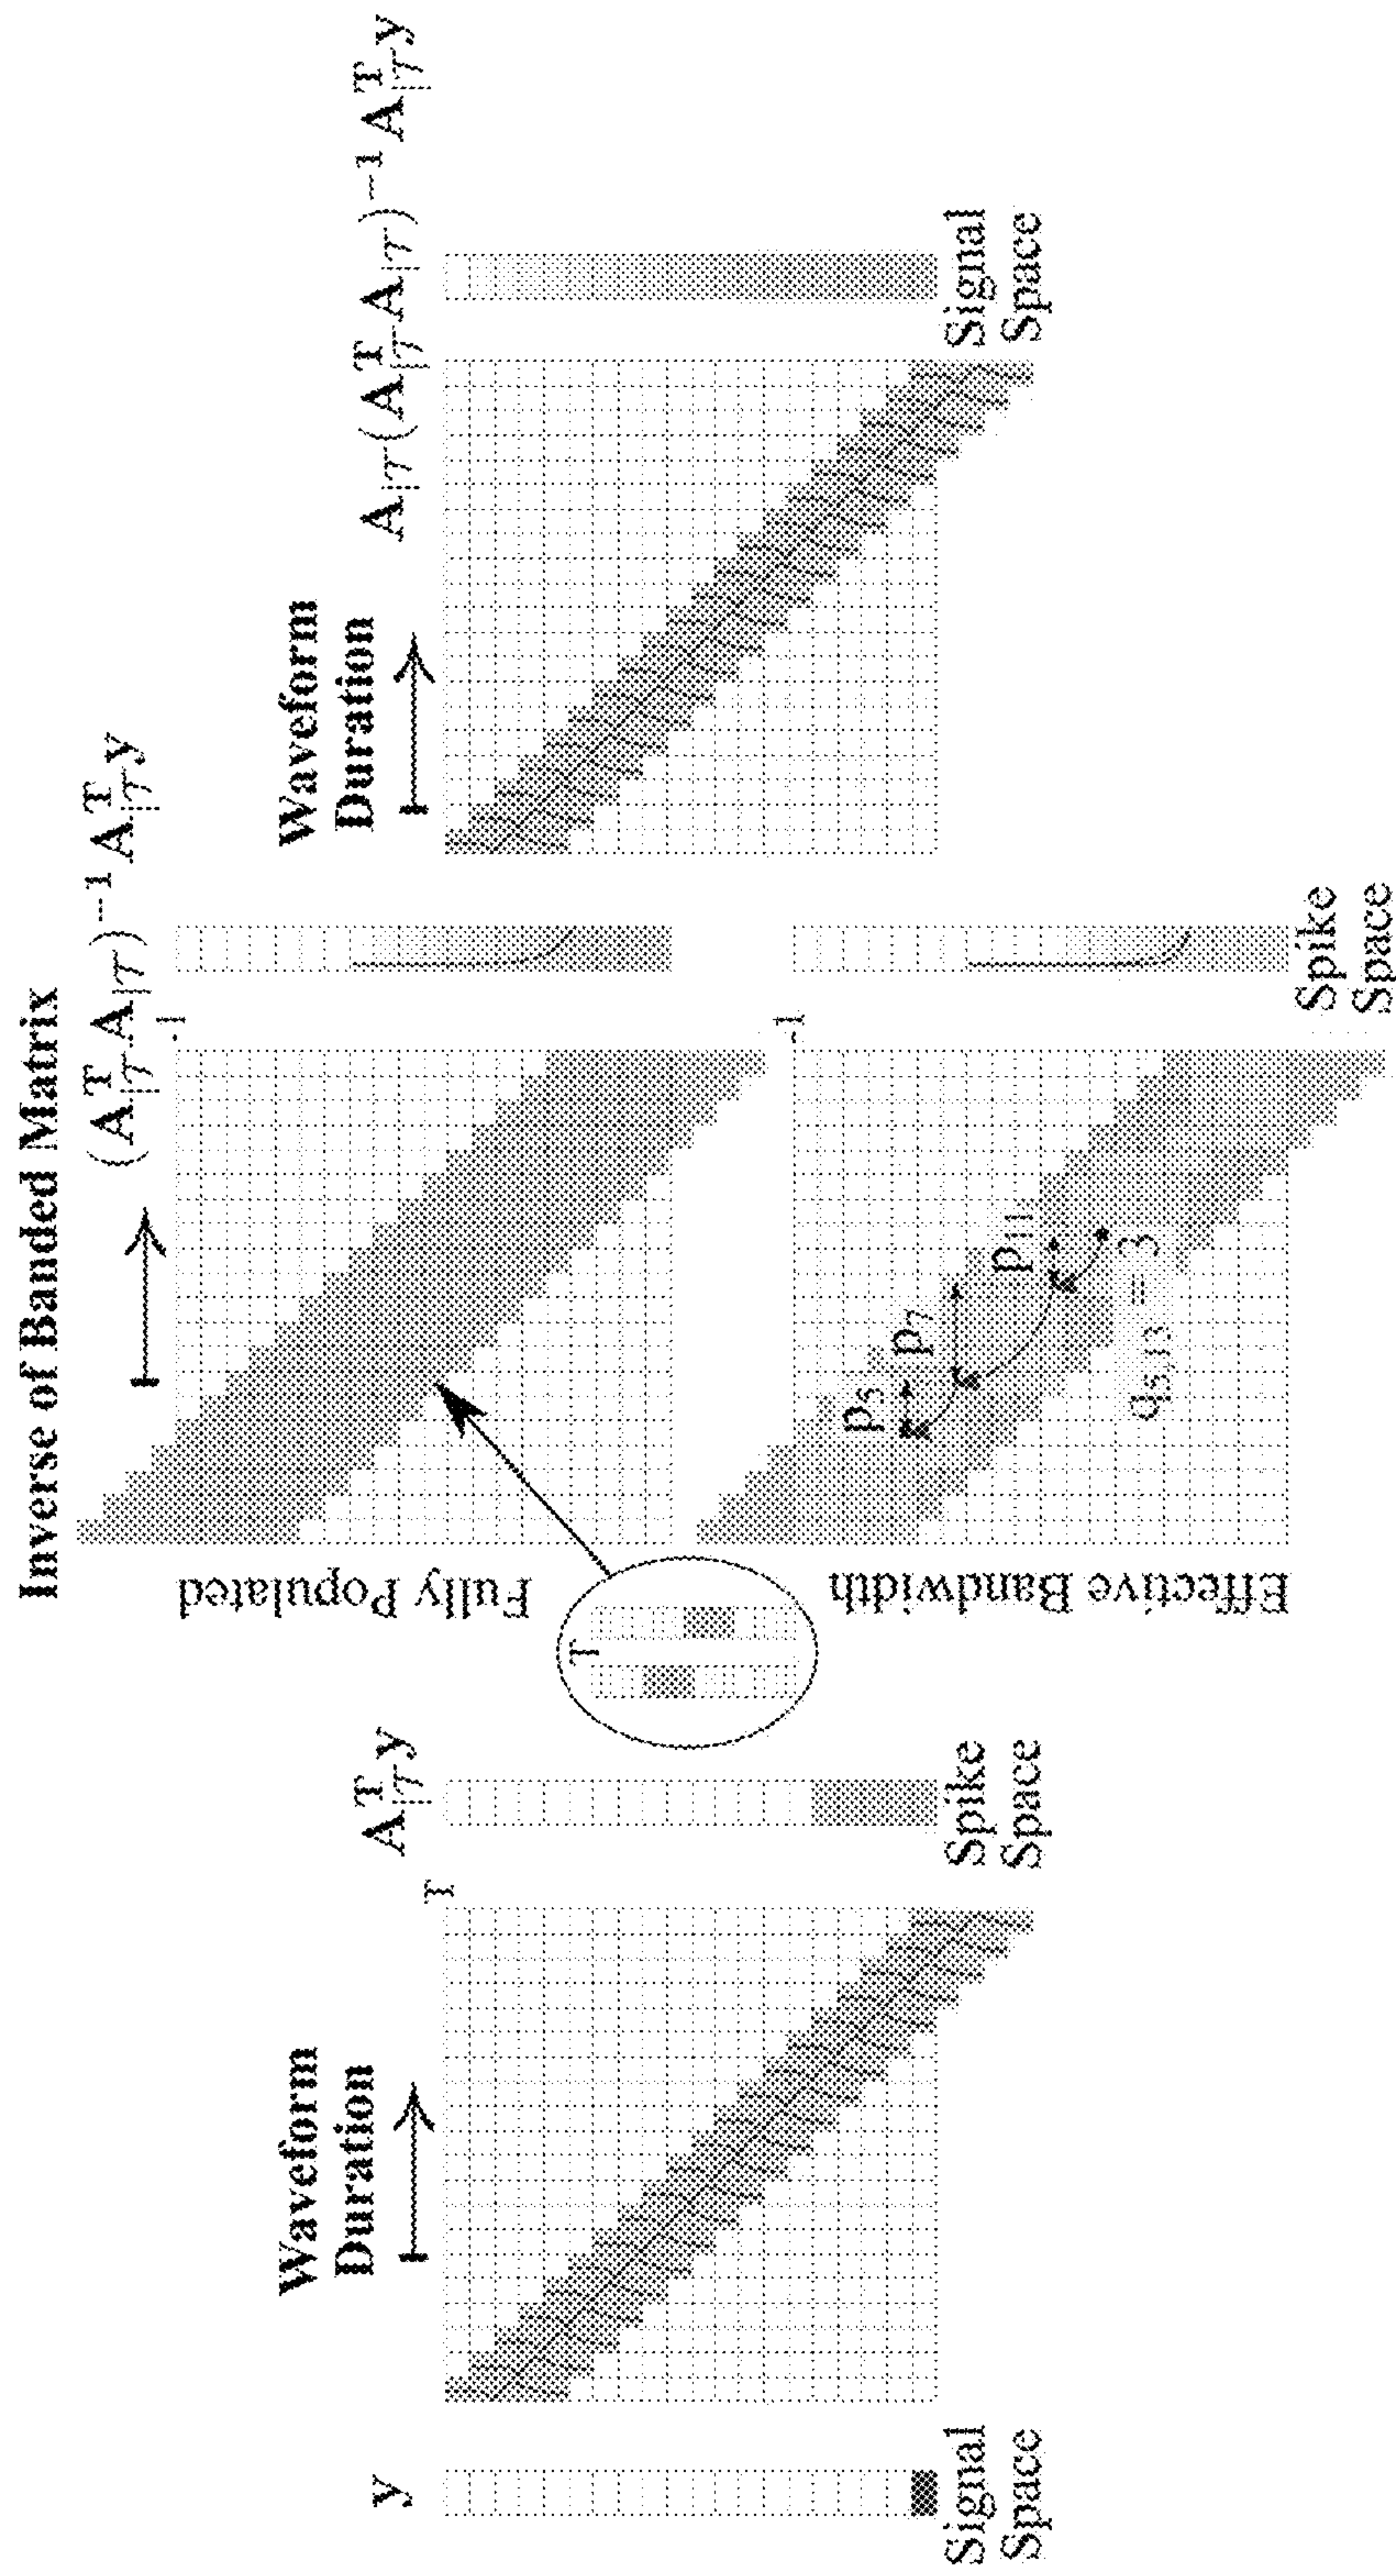 Inverse of Banded Matrix
y
Signal
Space
Waveform
Duration
T
A^T_{|𝒯} y
Spike
Space
T
Fully Populated
(A^T_{|𝒯} A_{|𝒯})^{-1} A^T_{|𝒯} y
-1
Effective Bandwidth
p5
p7
p11
q5,13 = 3
-1
Spike
Space
Waveform
Duration
A_{|𝒯}(A^T_{|𝒯} A_{|𝒯})^{-1} A^T_{|𝒯} y
Signal
Space